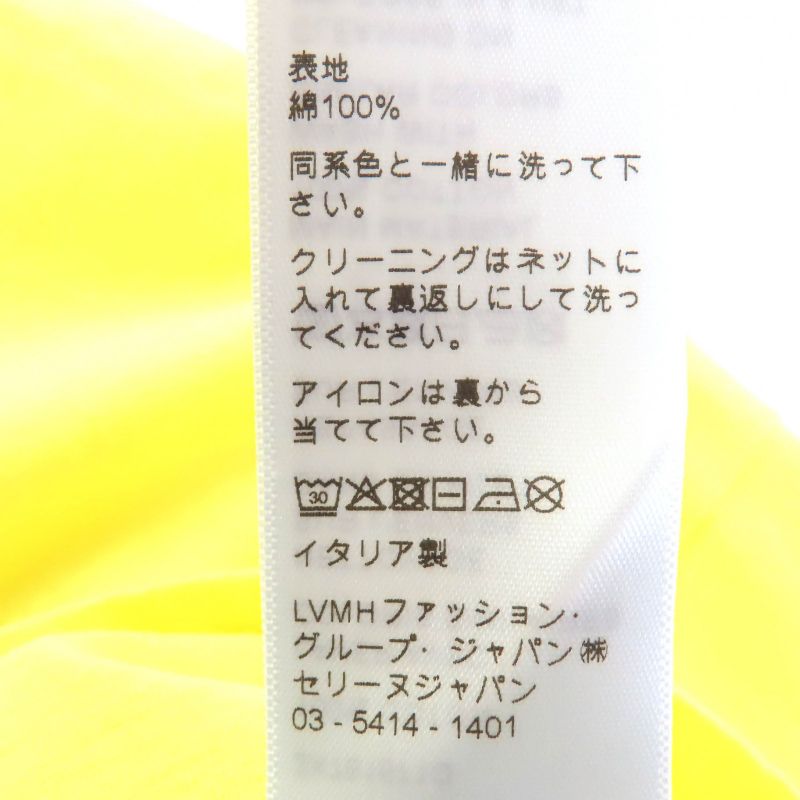 表地
綿100%
同系色と一緒に洗って下
さい。
クリーニングはネットに
入れて裏返しにして洗っ
てください。
アイロンは裏から
当てて下さい。
30
イタリア製
LVMHファッション・
グループ・ジャパン㈱
セリーヌジャパン
03 - 5414 - 1401